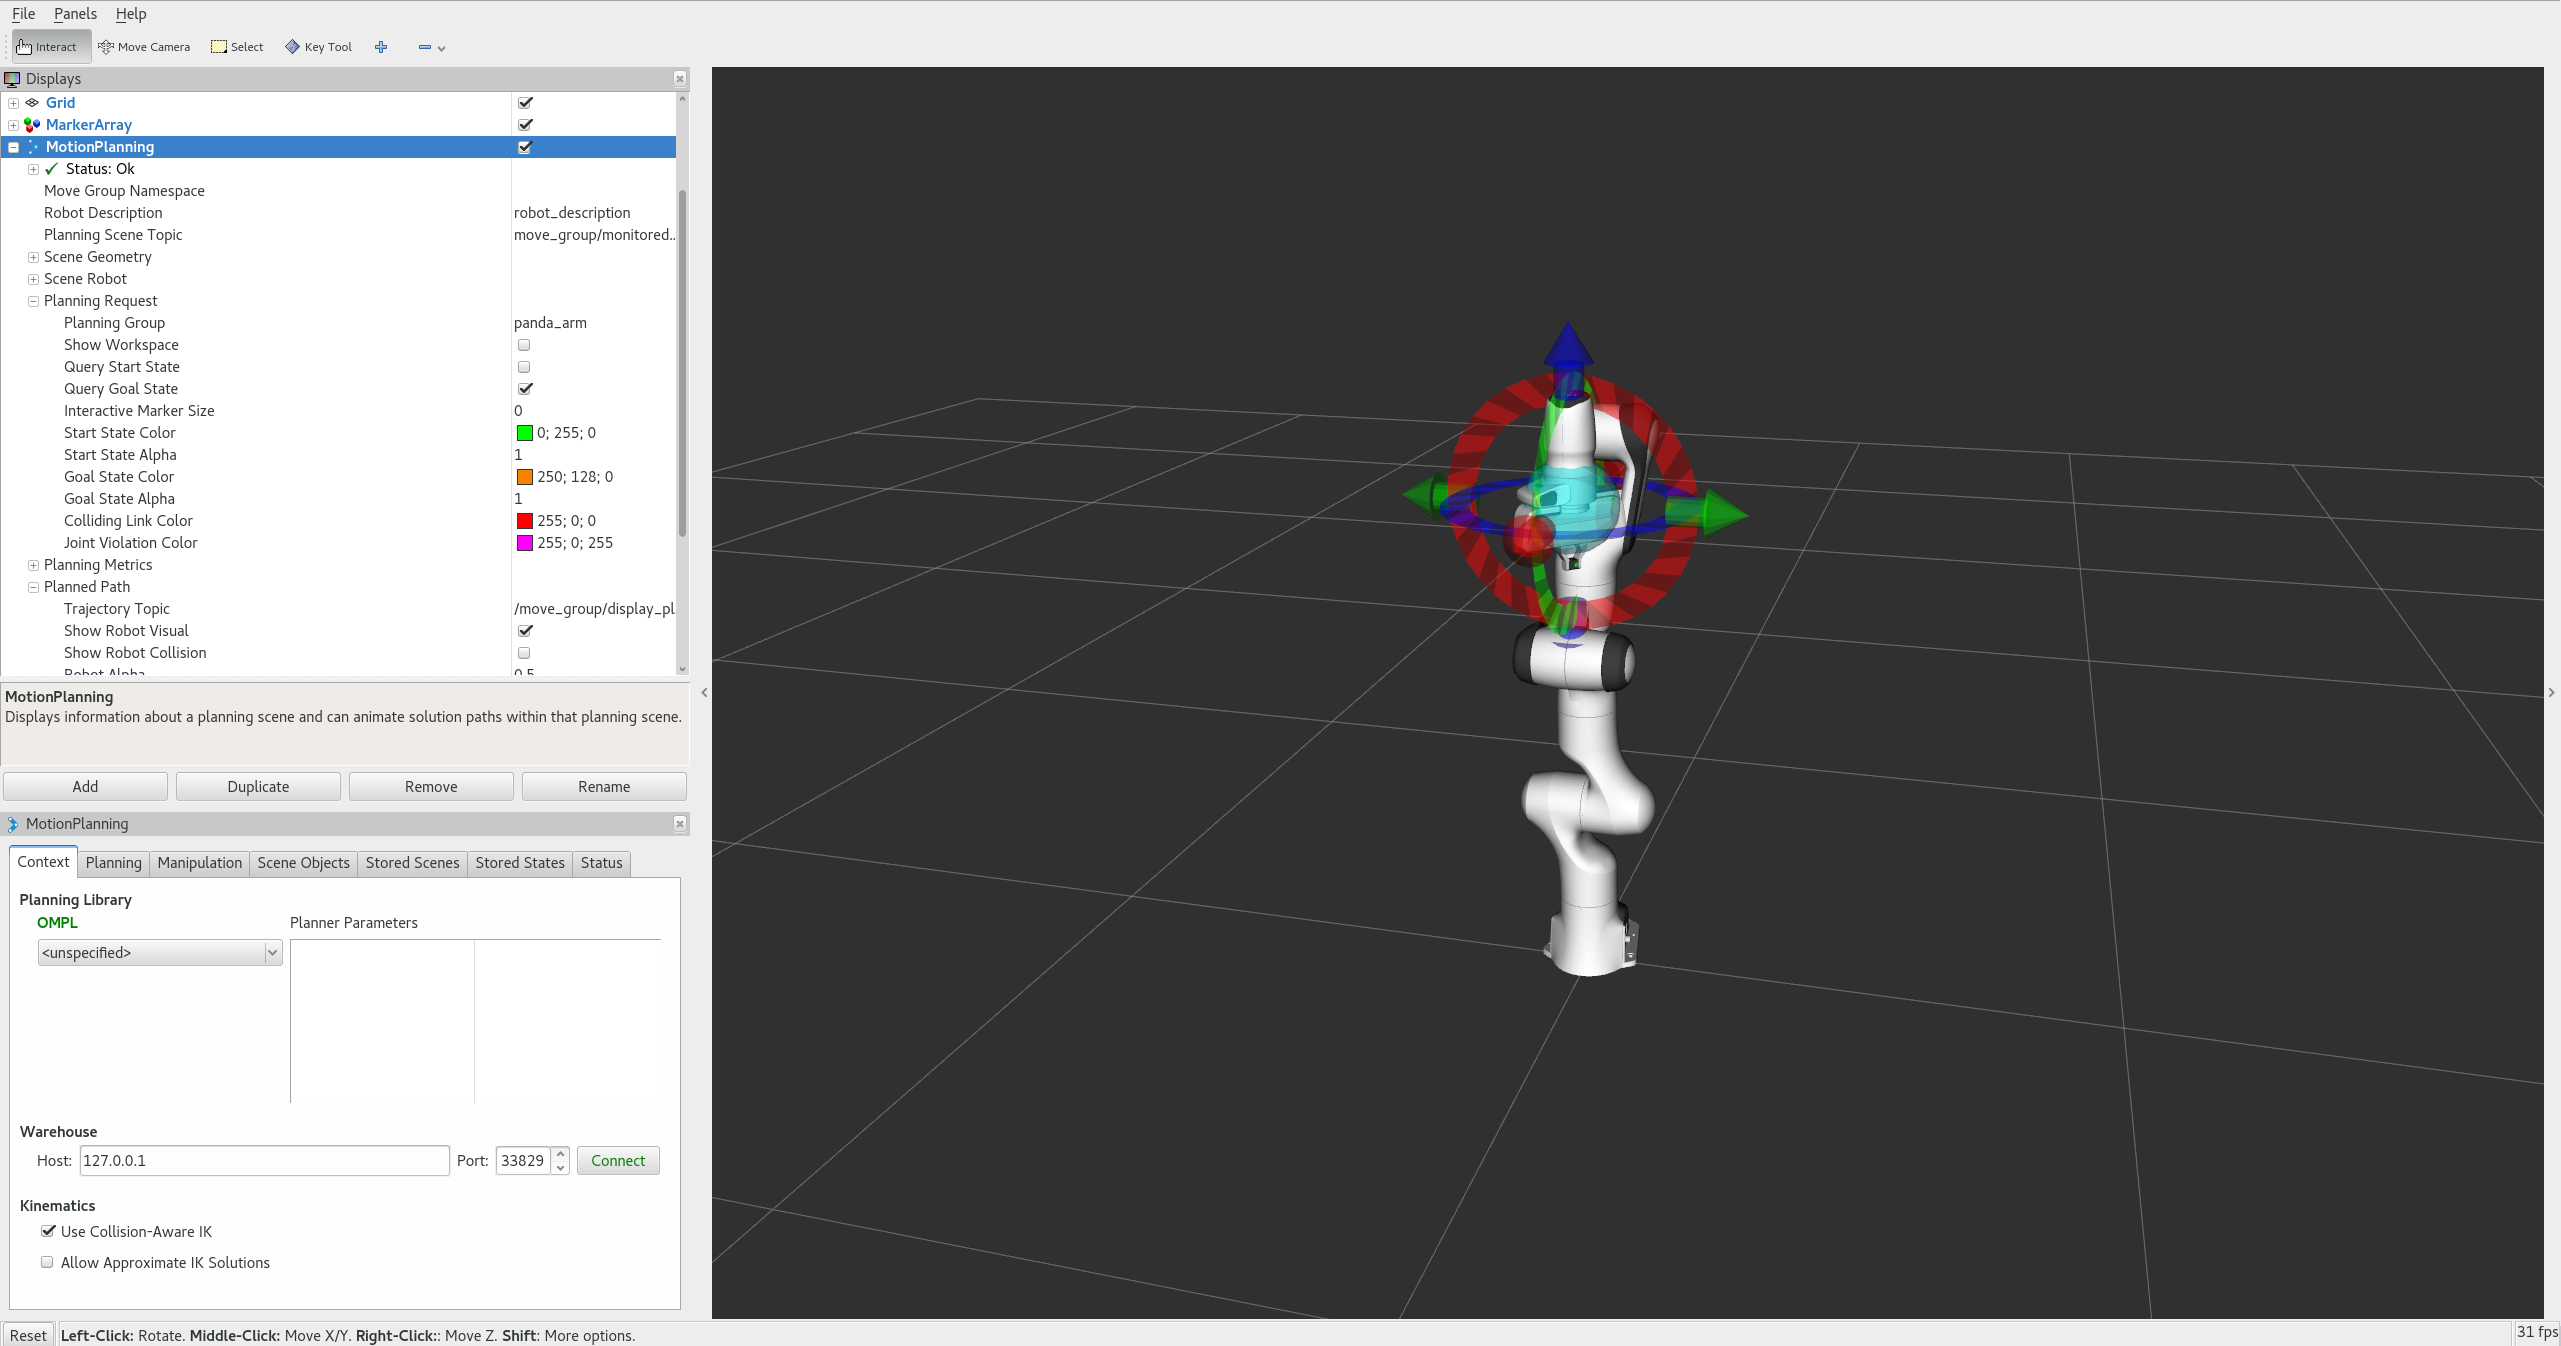 File Panels Help
Interact Move Camera Select Key Tool
Displays
Grid
MarkerArray
MotionPlanning
Status: Ok
Move Group Namespace
Robot Description robot_description
Planning Scene Topic move_group/monitored..
Scene Geometry
Scene Robot
Planning Request
Planning Group panda_arm
Show Workspace
Query Start State
Query Goal State
Interactive Marker Size 0
Start State Color 0; 255; 0
Start State Alpha 1
Goal State Color 250; 128; 0
Goal State Alpha 1
Colliding Link Color 255; 0; 0
Joint Violation Color 255; 0; 255
Planning Metrics
Planned Path
Trajectory Topic /move_group/display_pl
Show Robot Visual
Show Robot Collision
Robot Alpha 0.5
MotionPlanning
Displays information about a planning scene and can animate solution paths within that planning scene.
Add Duplicate Remove Rename
MotionPlanning
Context Planning Manipulation Scene Objects Stored Scenes Stored States Status
Planning Library
OMPL Planner Parameters
<unspecified>
Warehouse
Host: 127.0.0.1 Port: 33829 Connect
Kinematics
Use Collision-Aware IK
Allow Approximate IK Solutions
Reset Left-Click: Rotate. Middle-Click: Move X/Y. Right-Click:: Move Z. Shift: More options. 31 fps